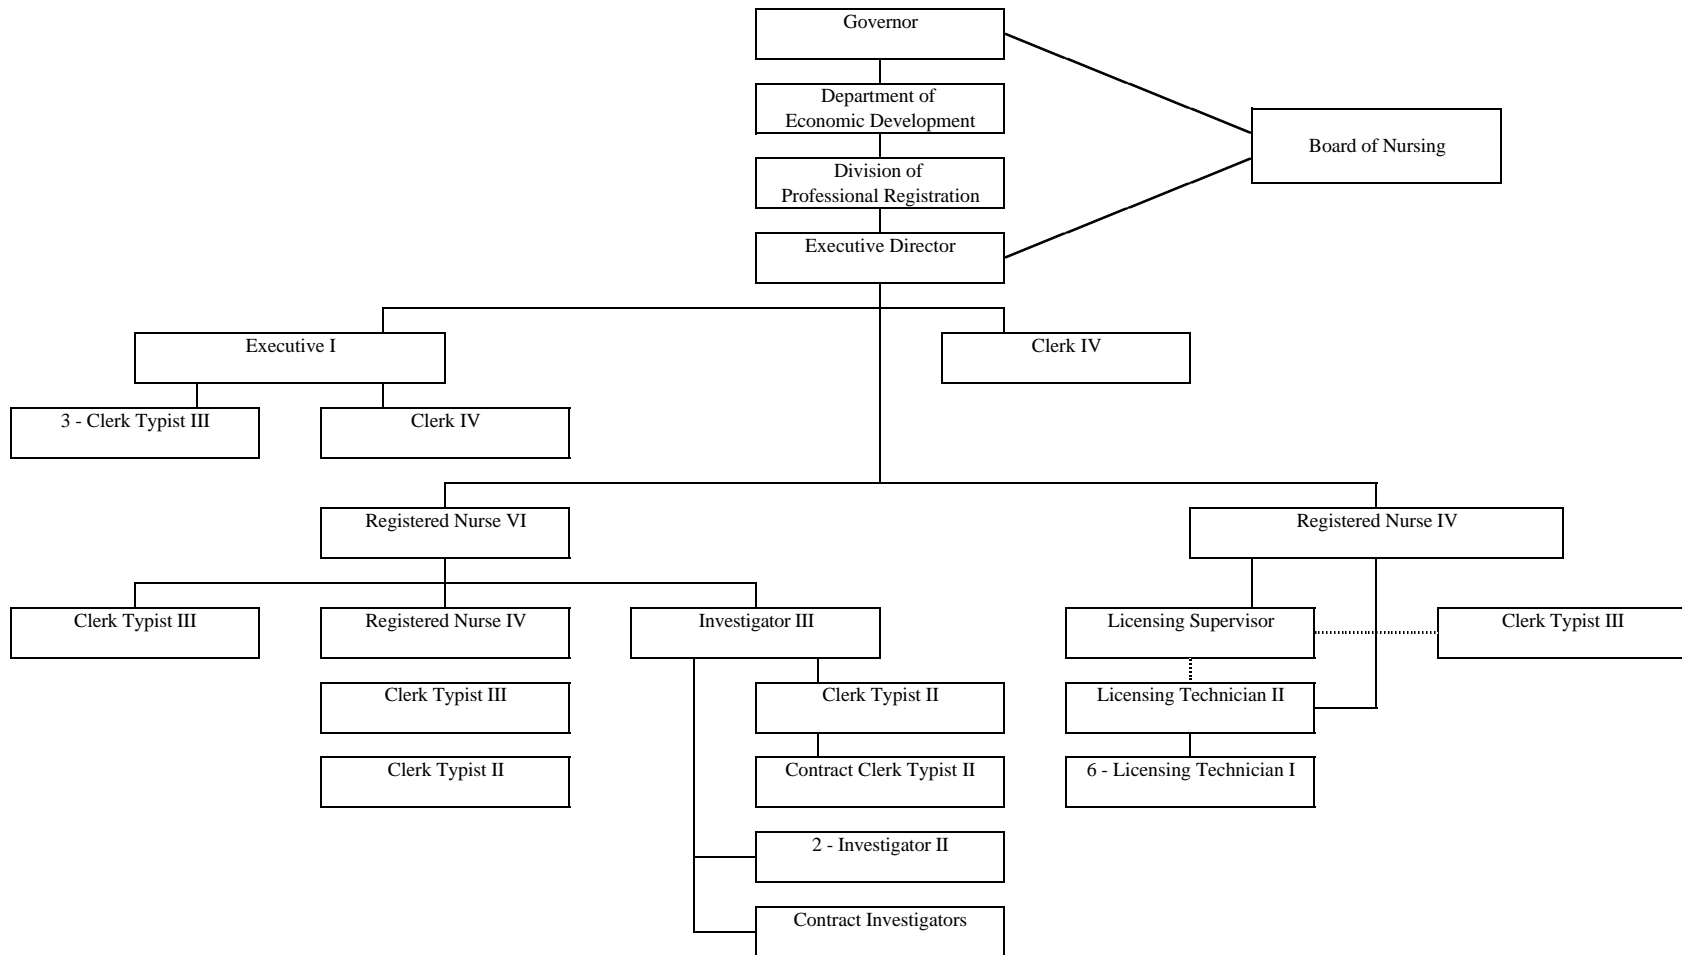 Governor
Department of
Economic Development
Board of Nursing
Division of
Professional Registration
Executive Director
Executive I
Clerk IV
3 - Clerk Typist III
Clerk IV
Registered Nurse VI
Registered Nurse IV
Clerk Typist III
Registered Nurse IV
Investigator III
Licensing Supervisor
Clerk Typist III
Clerk Typist III
Clerk Typist II
Licensing Technician II
Clerk Typist II
Contract Clerk Typist II
6 - Licensing Technician I
2 - Investigator II
Contract Investigators